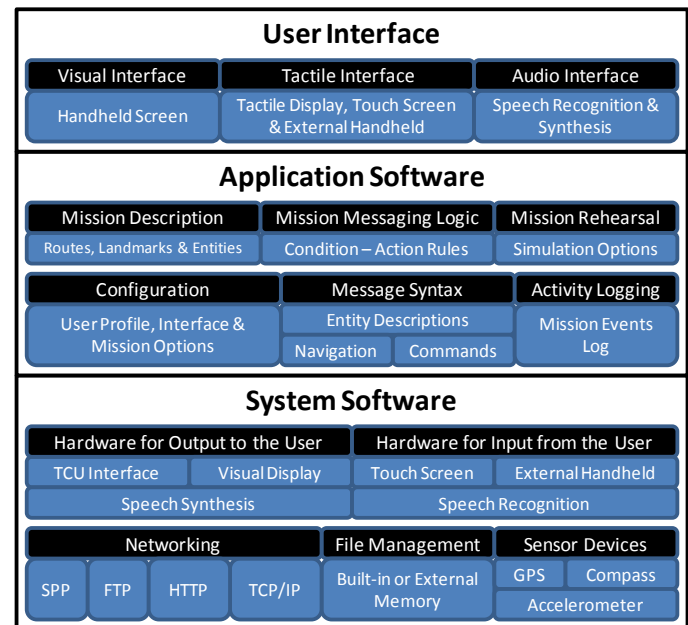 User Interface
Visual Interface
Tactile Interface
Audio Interface
Handheld Screen
Tactile Display, Touch Screen
& External Handheld
Speech Recognition &
Synthesis
Application Software
Mission Description
Mission Messaging Logic
Mission Rehearsal
Routes, Landmarks & Entities
Condition – Action Rules
Simulation Options
Configuration
Message Syntax
Activity Logging
User Profile, Interface &
Mission Options
Entity Descriptions
Navigation
Commands
Mission Events
Log
System Software
Hardware for Output to the User
Hardware for Input from the User
TCU Interface
Visual Display
Touch Screen
External Handheld
Speech Synthesis
Speech Recognition
Networking
File Management
Sensor Devices
SPP
FTP
HTTP
TCP/IP
Built-in or External
Memory
GPS
Compass
Accelerometer